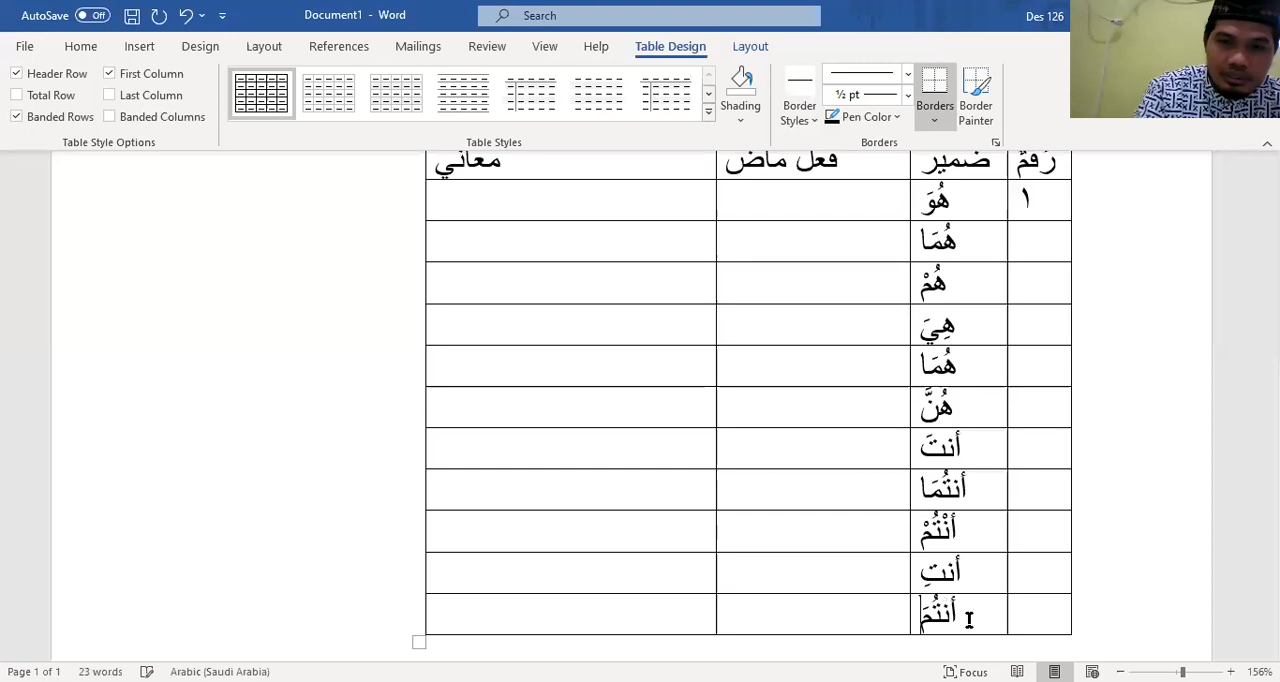 AutoSave Off Document1 - Word Search Des 126
File Home Insert Design Layout References Mailings Review View Help Table Design Layout
Header Row First Column
Total Row Last Column
Banded Rows Banded Columns
Table Style Options
Table Styles
Shading
Border Styles
½ pt
Pen Color
Borders
Border Painter
Borders
رقم ضمير فعل ماض معاني
١ هُوَ
هُمَا
هُمْ
هِيَ
هُمَا
هُنَّ
أنتَ
أنتُمَا
أنْتُمْ
أنتِ
أنتُمَ
Page 1 of 1 23 words Arabic (Saudi Arabia) Focus 156%